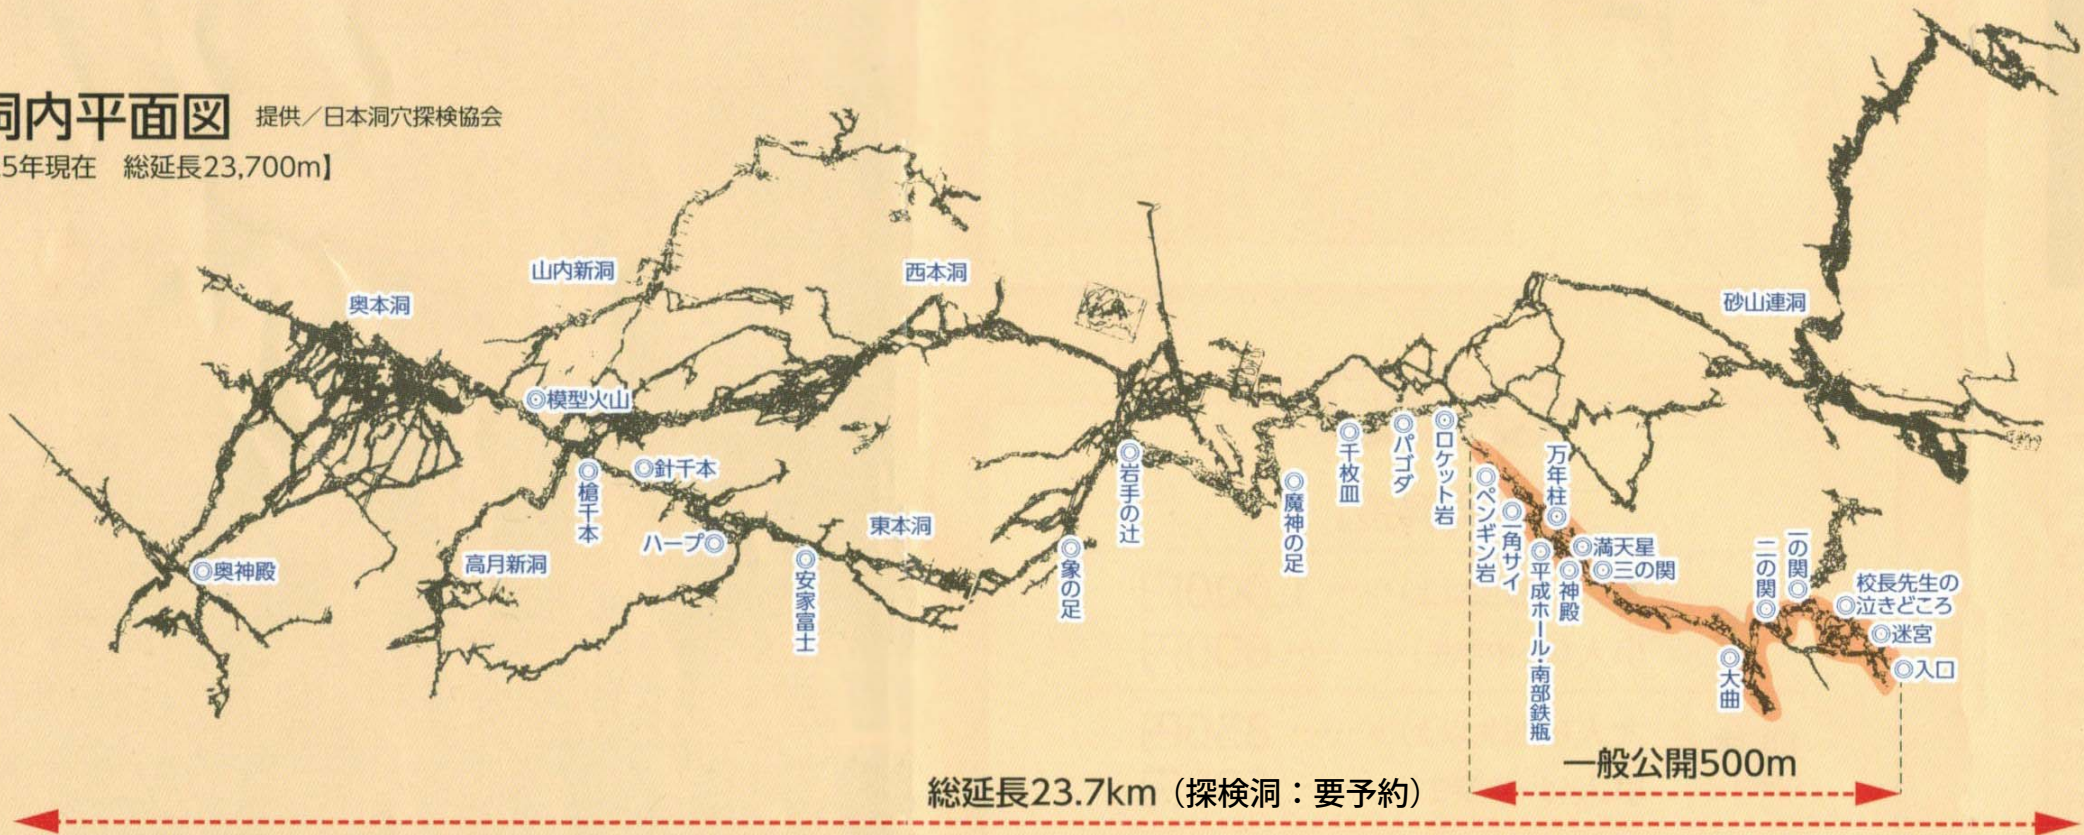 洞内平面図 提供／日本洞穴探検協会
5年現在 総延長23,700m】
奥本洞
山内新洞
西本洞
砂山連洞
◎模型火山
◎針千本
◎槍千本
ハープ◎
高月新洞
◎奥神殿
東本洞
◎安家富士
◎象の足
◎岩手の辻
◎魔神の足
◎千枚皿
◎パゴダ
◎ロケット岩
◎ペンギン岩
◎一角サイ
万年柱◎
◎平成ホール・南部鉄瓶
◎満天星
◎三の関
◎神殿
◎大曲
二の関◎
一の関◎
校長先生の
◎泣きどころ
◎迷宮
◎入口
一般公開500m
総延長23.7km（探検洞：要予約）